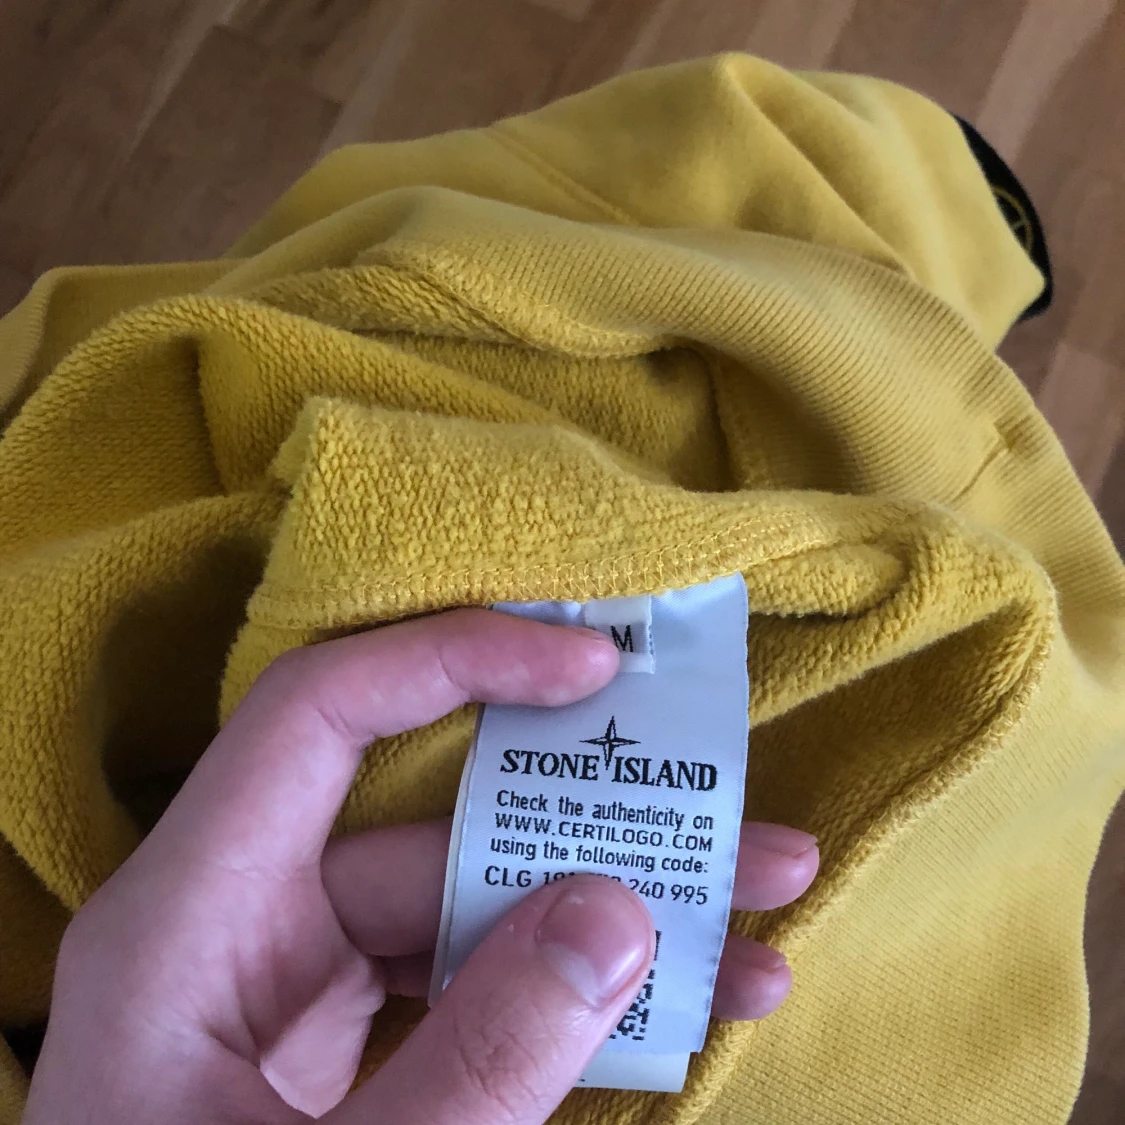 M
STONE ISLAND
Check the authenticity on
WWW.CERTILOGO.COM
using the following code:
CLG 240 995